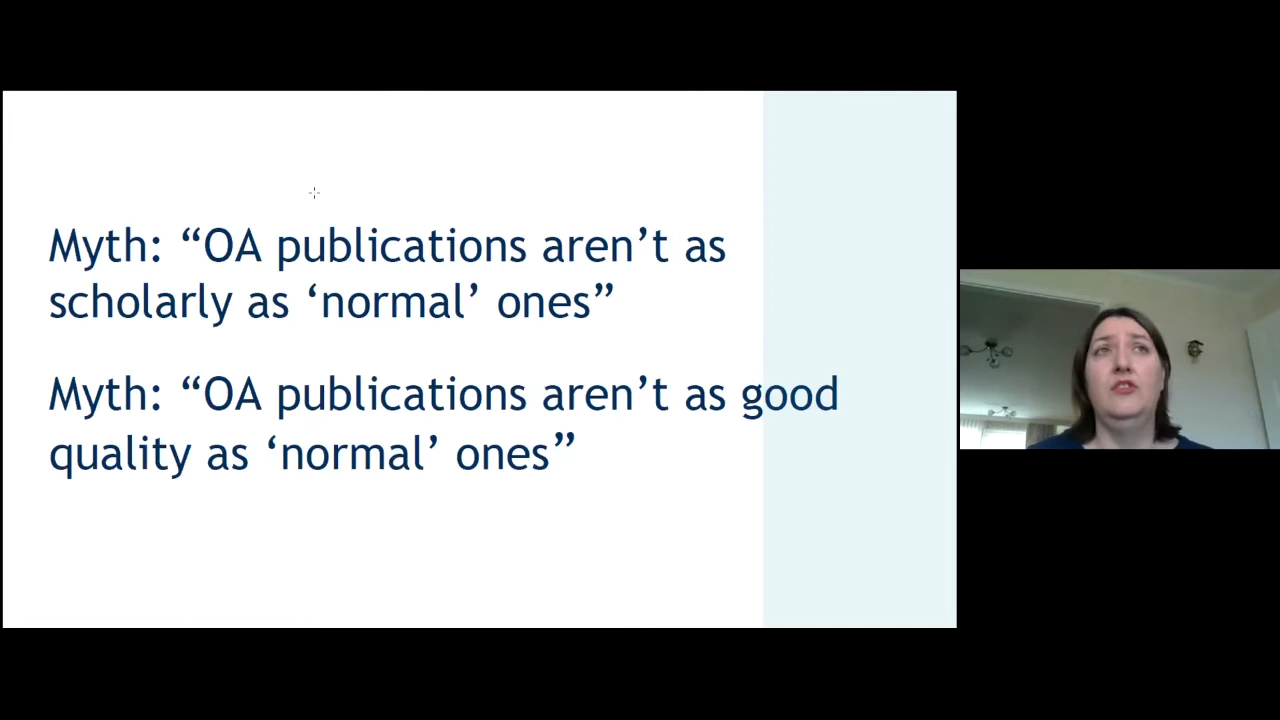 Myth: “OA publications aren’t as
scholarly as ‘normal’ ones”
Myth: “OA publications aren’t as good
quality as ‘normal’ ones”